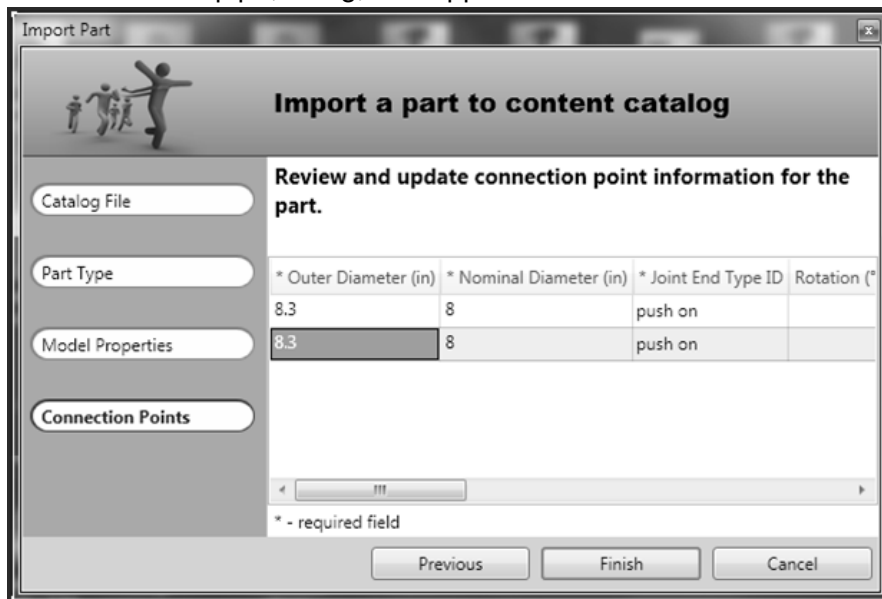 Import Part
Import a part to content catalog
Catalog File
Part Type
Model Properties
Connection Points
Review and update connection point information for the
part.
* Outer Diameter (in) * Nominal Diameter (in) * Joint End Type ID Rotation (°
8.3 8 push on
8.3 8 push on
* - required field
Previous Finish Cancel